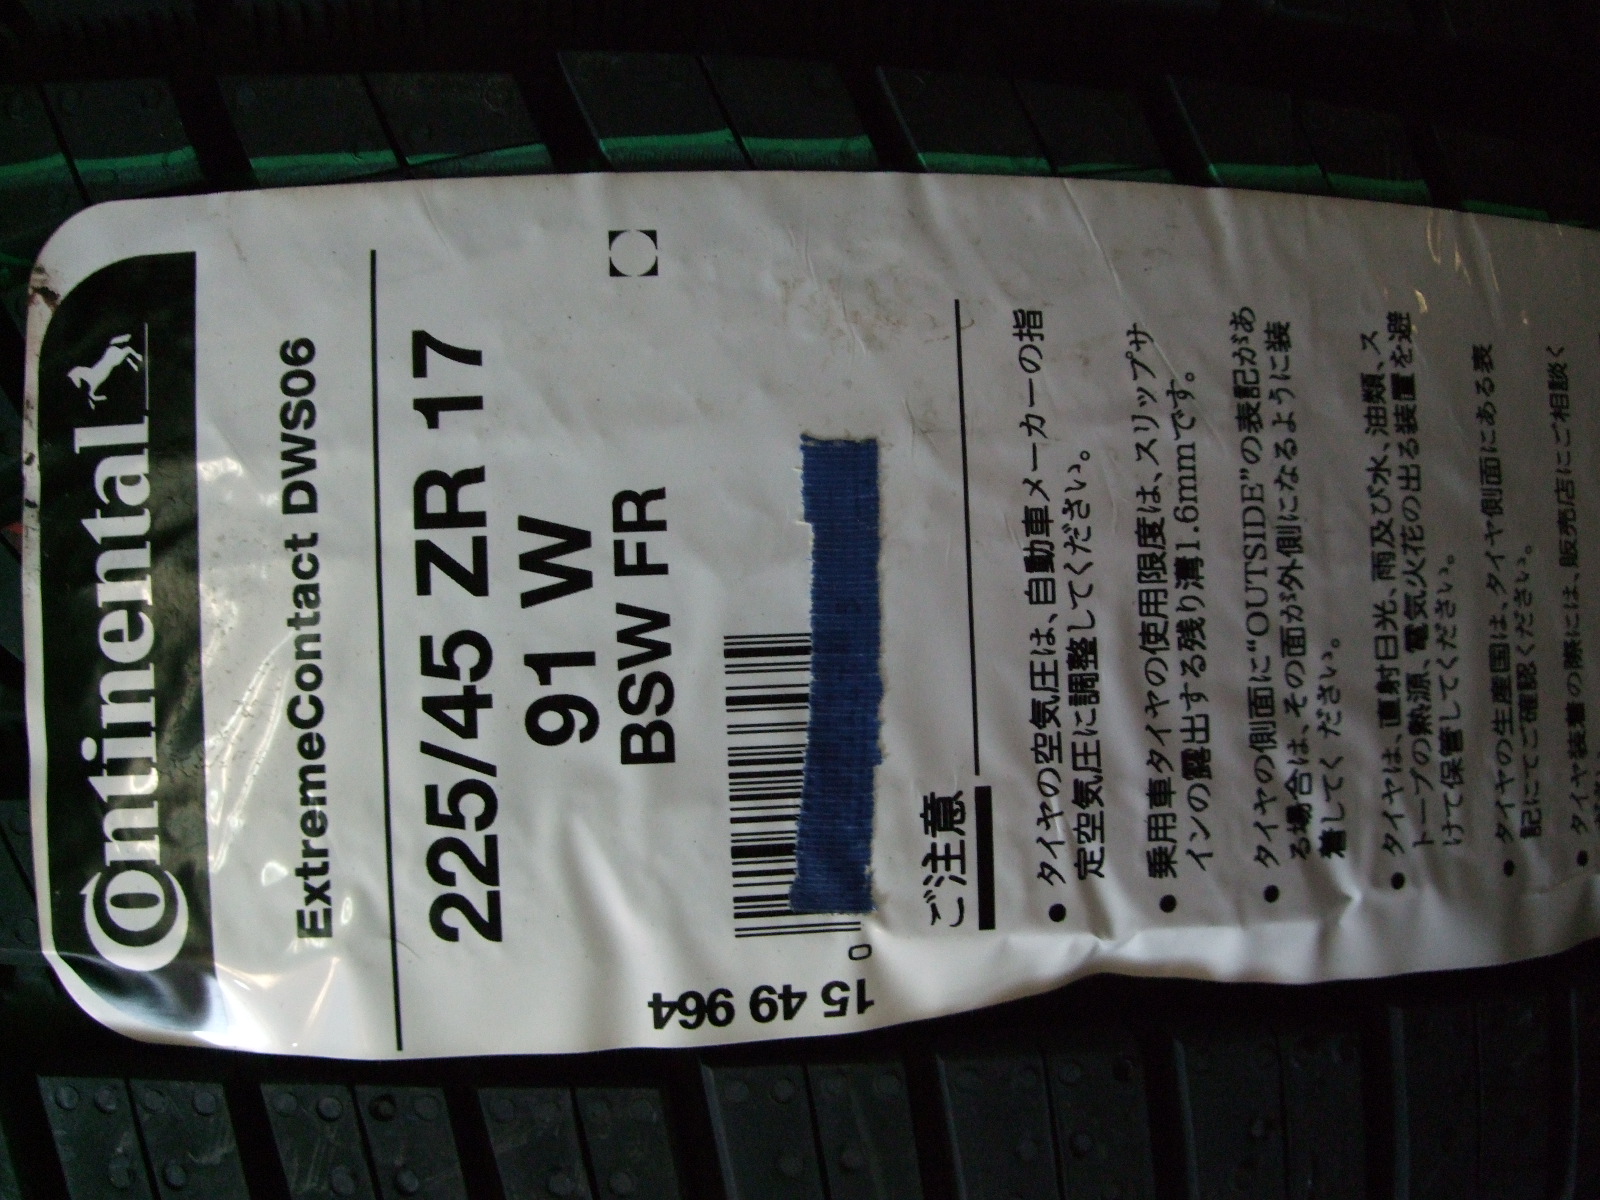 Continental
ExtremeContact DWS06
225/45 ZR 17
91 W
BSW FR
0
15 49 964
ご注意
● タイヤの空気圧は、自動車メーカーの指
定空気圧に調整してください。
● 乗用車タイヤの使用限度は、スリップサ
インの露出する残り溝1.6mmです。
● タイヤの側面に“OUTSIDE”の表記があ
る場合は、その面が外側になるように装
着してください。
● タイヤは、直射日光、雨及び水、油類、ス
トーブの熱源、電気火花の出る装置を避
けて保管してください。
● タイヤの生産国は、タイヤ側面にある表
記にてご確認ください。
● タイヤ装着の際には、販売店にご相談く